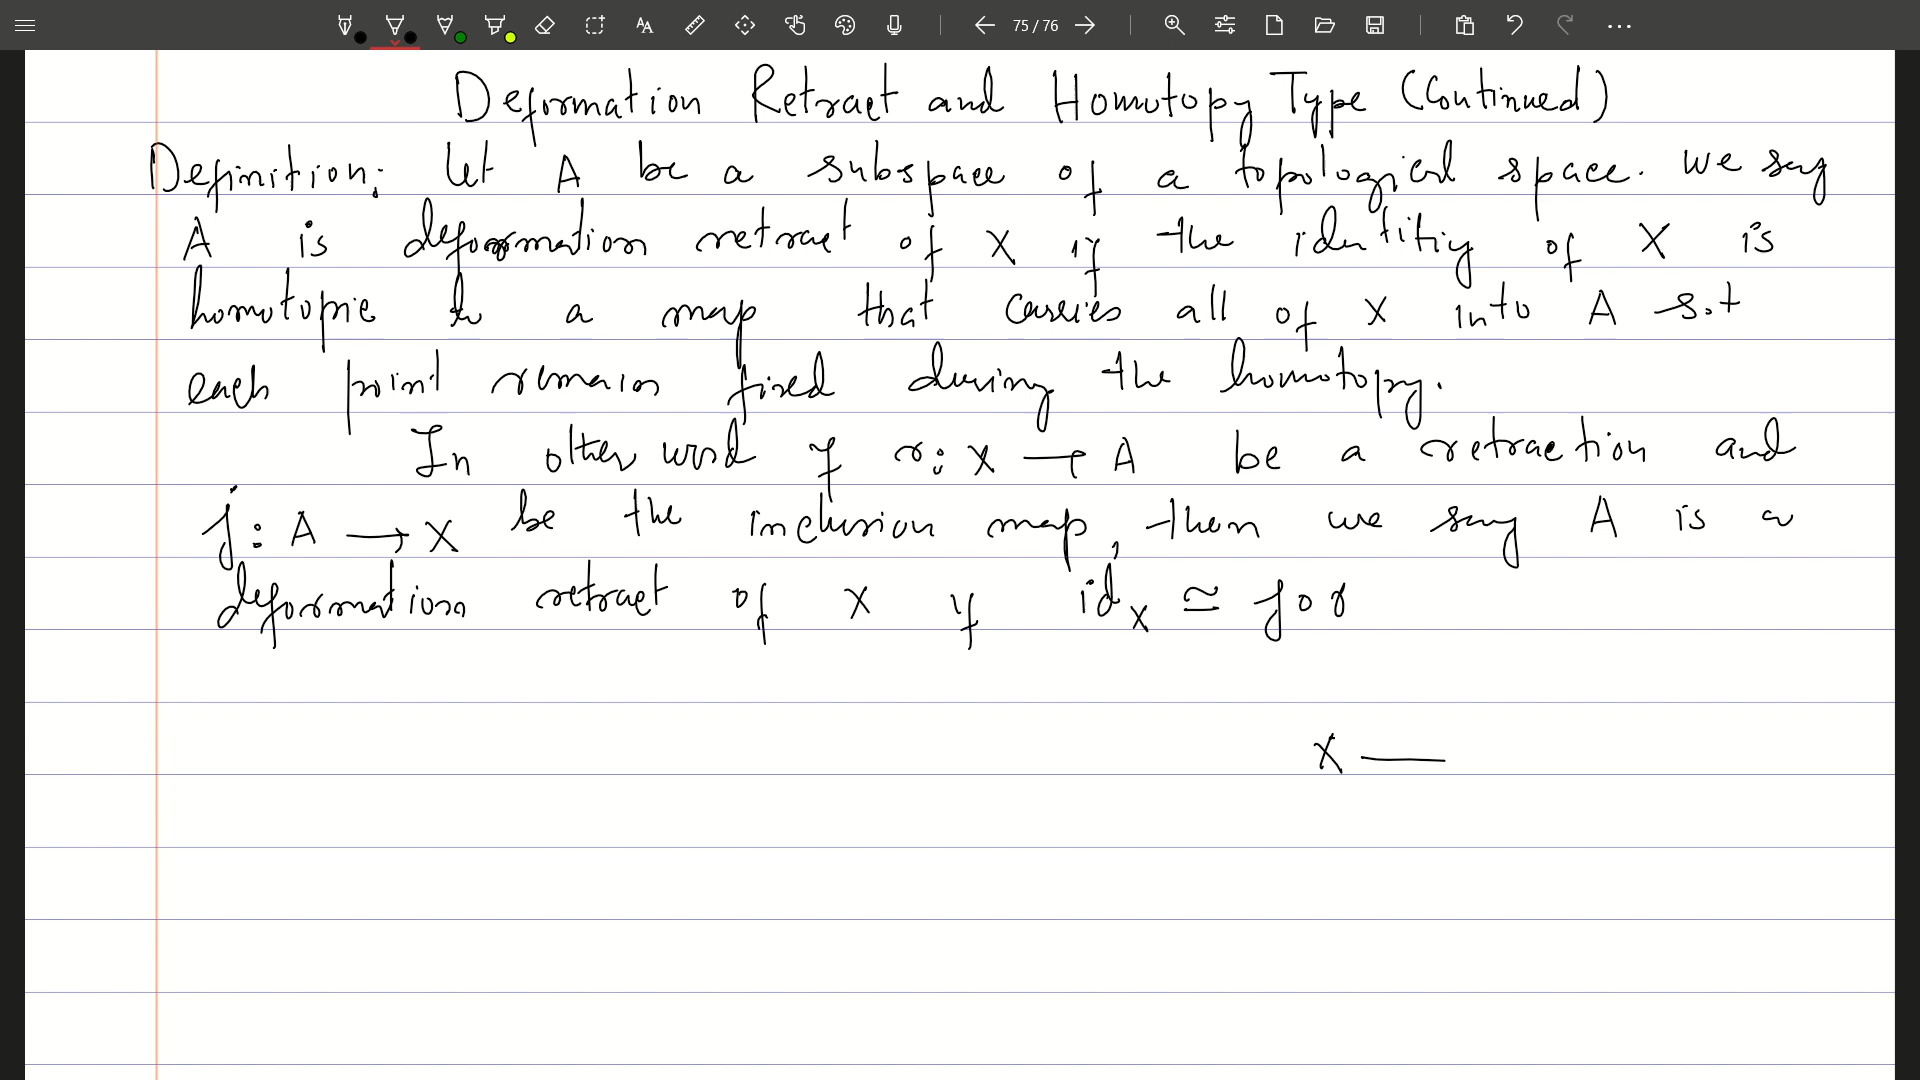 75 / 76
Deformation Retract and Homotopy Type (Continued)
Definition: Let A be a subspace of a topological space. We say
A is deformation retract of X if the identitiy of X is
homotopic to a map that carries all of X into A s.t
each point remains fixed during the homotopy.
In other word if r: X → A be a retraction and
j: A → X be the inclusion map, then we say A is a
deformation retract of X if id_X ≃ j o r
X —